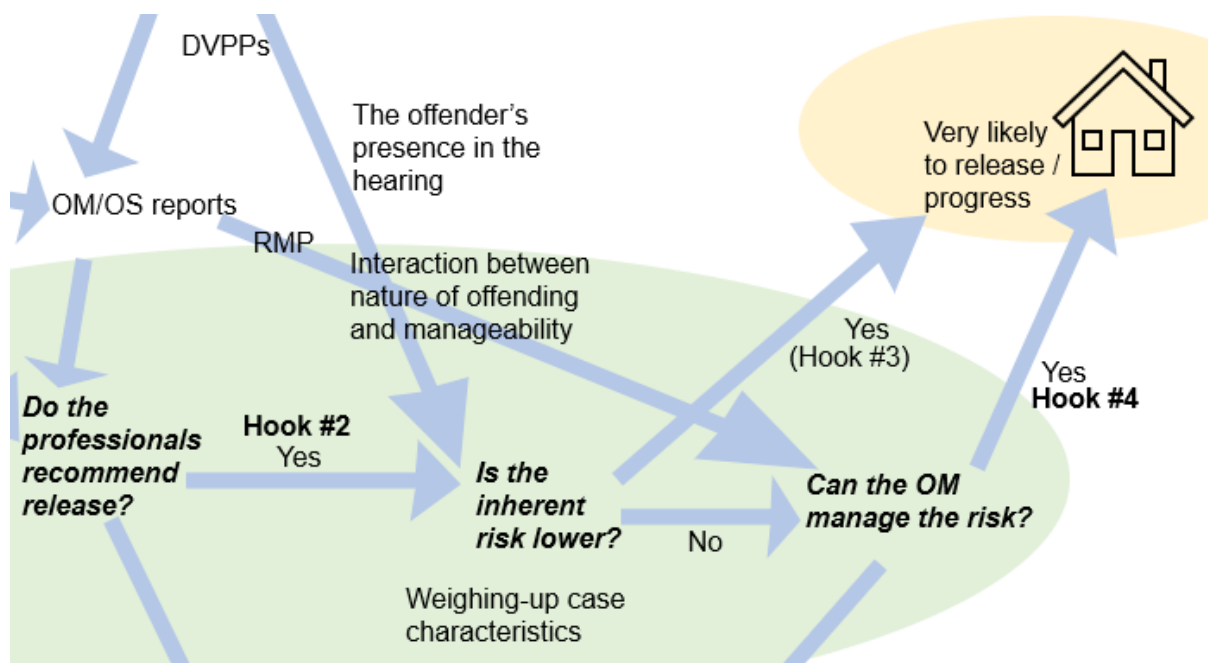 DVPPs
The offender's
presence in the
hearing
Very likely
to release /
progress
OM/OS reports
RMP
Interaction between
nature of offending
and manageability
Yes
(Hook #3)
Yes
Hook #4
Do the
professionals
recommend
release?
Hook #2
Yes
Is the
inherent
risk lower?
No
Can the OM
manage the risk?
Weighing-up case
characteristics